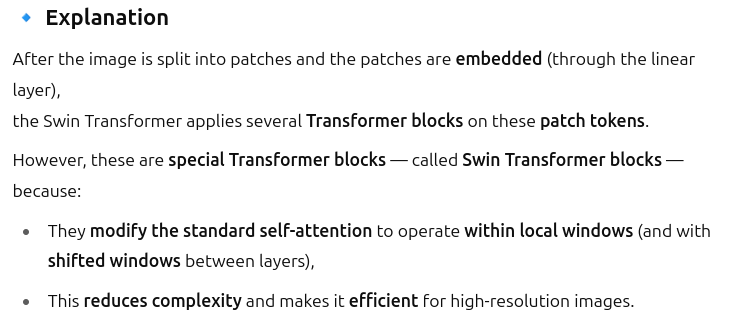 🔹 Explanation
After the image is split into patches and the patches are embedded (through the linear
layer),
the Swin Transformer applies several Transformer blocks on these patch tokens.
However, these are special Transformer blocks — called Swin Transformer blocks —
because:
• They modify the standard self-attention to operate within local windows (and with
shifted windows between layers),
• This reduces complexity and makes it efficient for high-resolution images.